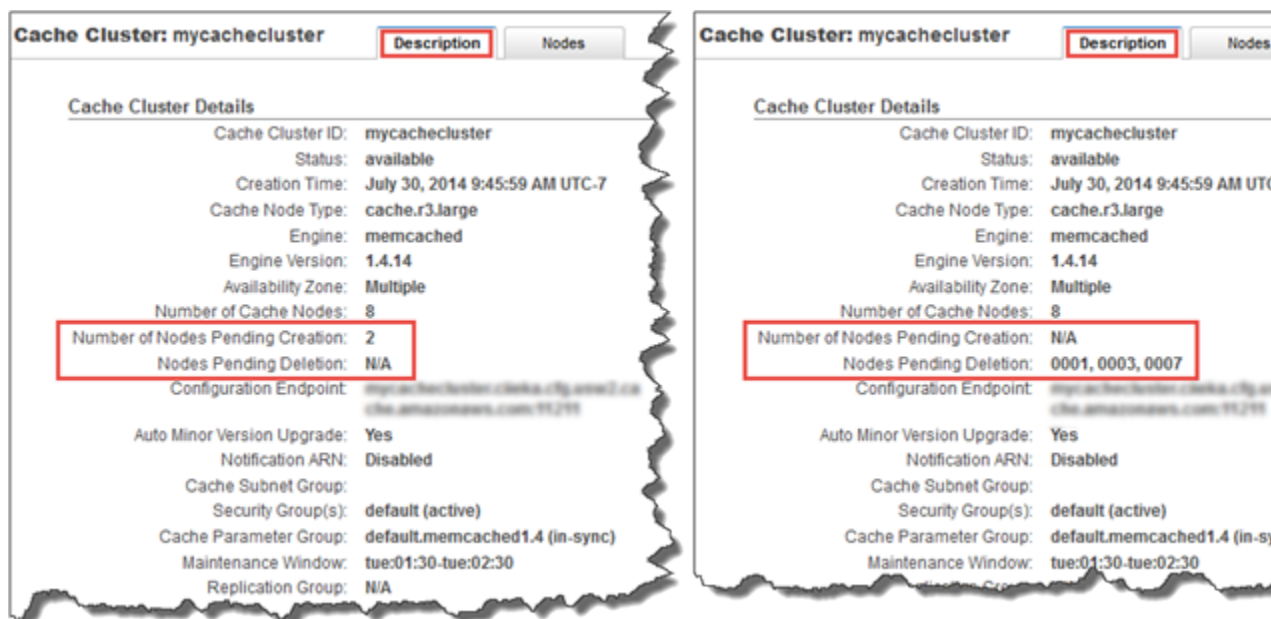 Cache Cluster: mycachecluster
Description
Nodes
Cache Cluster Details
Cache Cluster ID: mycachecluster
Status: available
Creation Time: July 30, 2014 9:45:59 AM UTC-7
Cache Node Type: cache.r3.large
Engine: memcached
Engine Version: 1.4.14
Availability Zone: Multiple
Number of Cache Nodes: 8
Number of Nodes Pending Creation: 2
Nodes Pending Deletion: N/A
Configuration Endpoint:
Auto Minor Version Upgrade: Yes
Notification ARN: Disabled
Cache Subnet Group:
Security Group(s): default (active)
Cache Parameter Group: default.memcached1.4 (in-sync)
Maintenance Window: tue:01:30-tue:02:30
Replication Group: N/A
Cache Cluster: mycachecluster
Description
Nodes
Cache Cluster Details
Cache Cluster ID: mycachecluster
Status: available
Creation Time: July 30, 2014 9:45:59 AM UTC
Cache Node Type: cache.r3.large
Engine: memcached
Engine Version: 1.4.14
Availability Zone: Multiple
Number of Cache Nodes: 8
Number of Nodes Pending Creation: N/A
Nodes Pending Deletion: 0001, 0003, 0007
Configuration Endpoint:
Auto Minor Version Upgrade: Yes
Notification ARN: Disabled
Cache Subnet Group:
Security Group(s): default (active)
Cache Parameter Group: default.memcached1.4 (in-sy
Maintenance Window: tue:01:30-tue:02:30